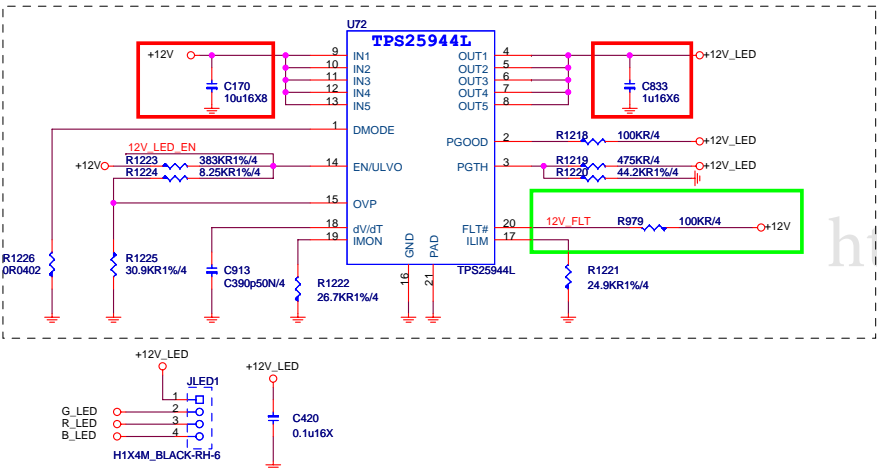 U72
TPS25944L
+12V
9 IN1
10 IN2
11 IN3
12 IN4
13 IN5
C170
10u16X8
OUT1 4
OUT2 5
OUT3 6
OUT4 7
OUT5 8
+12V_LED
C833
1u16X6
1 DMODE
PGOOD 2 R1218 100KR/4 +12V_LED
12V_LED_EN
+12V R1223 383KR1%/4 14 EN/ULVO
R1224 8.25KR1%/4
PGTH 3 R1219 475KR/4 +12V_LED
R1220 44.2KR1%/4
15 OVP
18 dV/dT
19 IMON
FLT# 20 12V_FLT R979 100KR/4 +12V
ILIM 17
GND 16
PAD 21
TPS25944L
R1226
0R0402
R1225
30.9KR1%/4
C913
C390p50N/4
R1222
26.7KR1%/4
R1221
24.9KR1%/4
ht
+12V_LED
+12V_LED
JLED1
1
G_LED 2
R_LED 3
B_LED 4
H1X4M_BLACK-RH-6
C420
0.1u16X